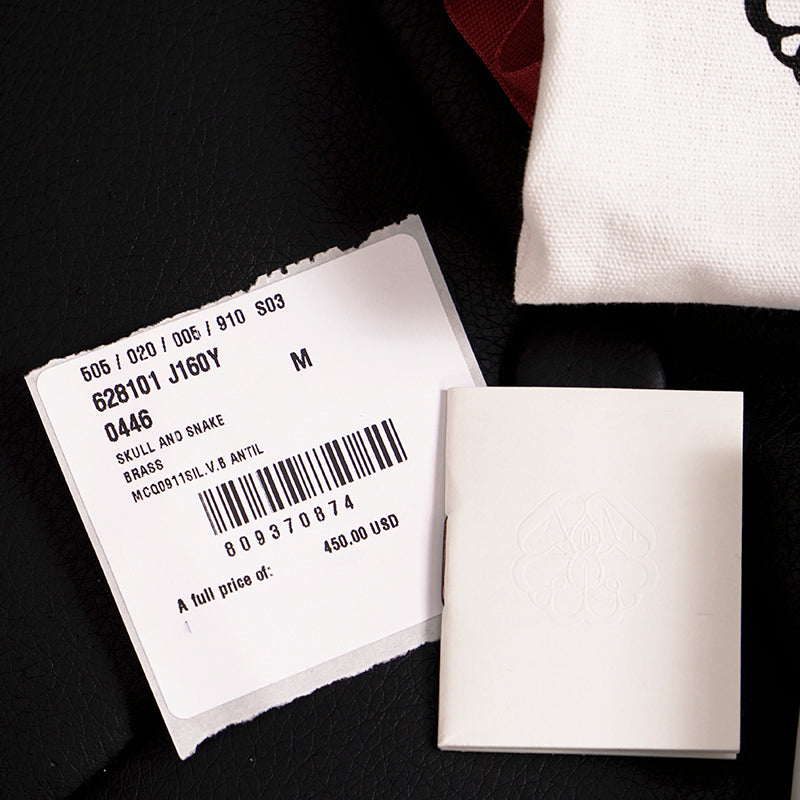 505 / 020 / 005 / 910 S03
628101 J160Y M
0446
SKULL AND SNAKE
BRASS
MCQ0911SIL.V.B ANTIL
809370874
450.00 USD
A full price of:
AM